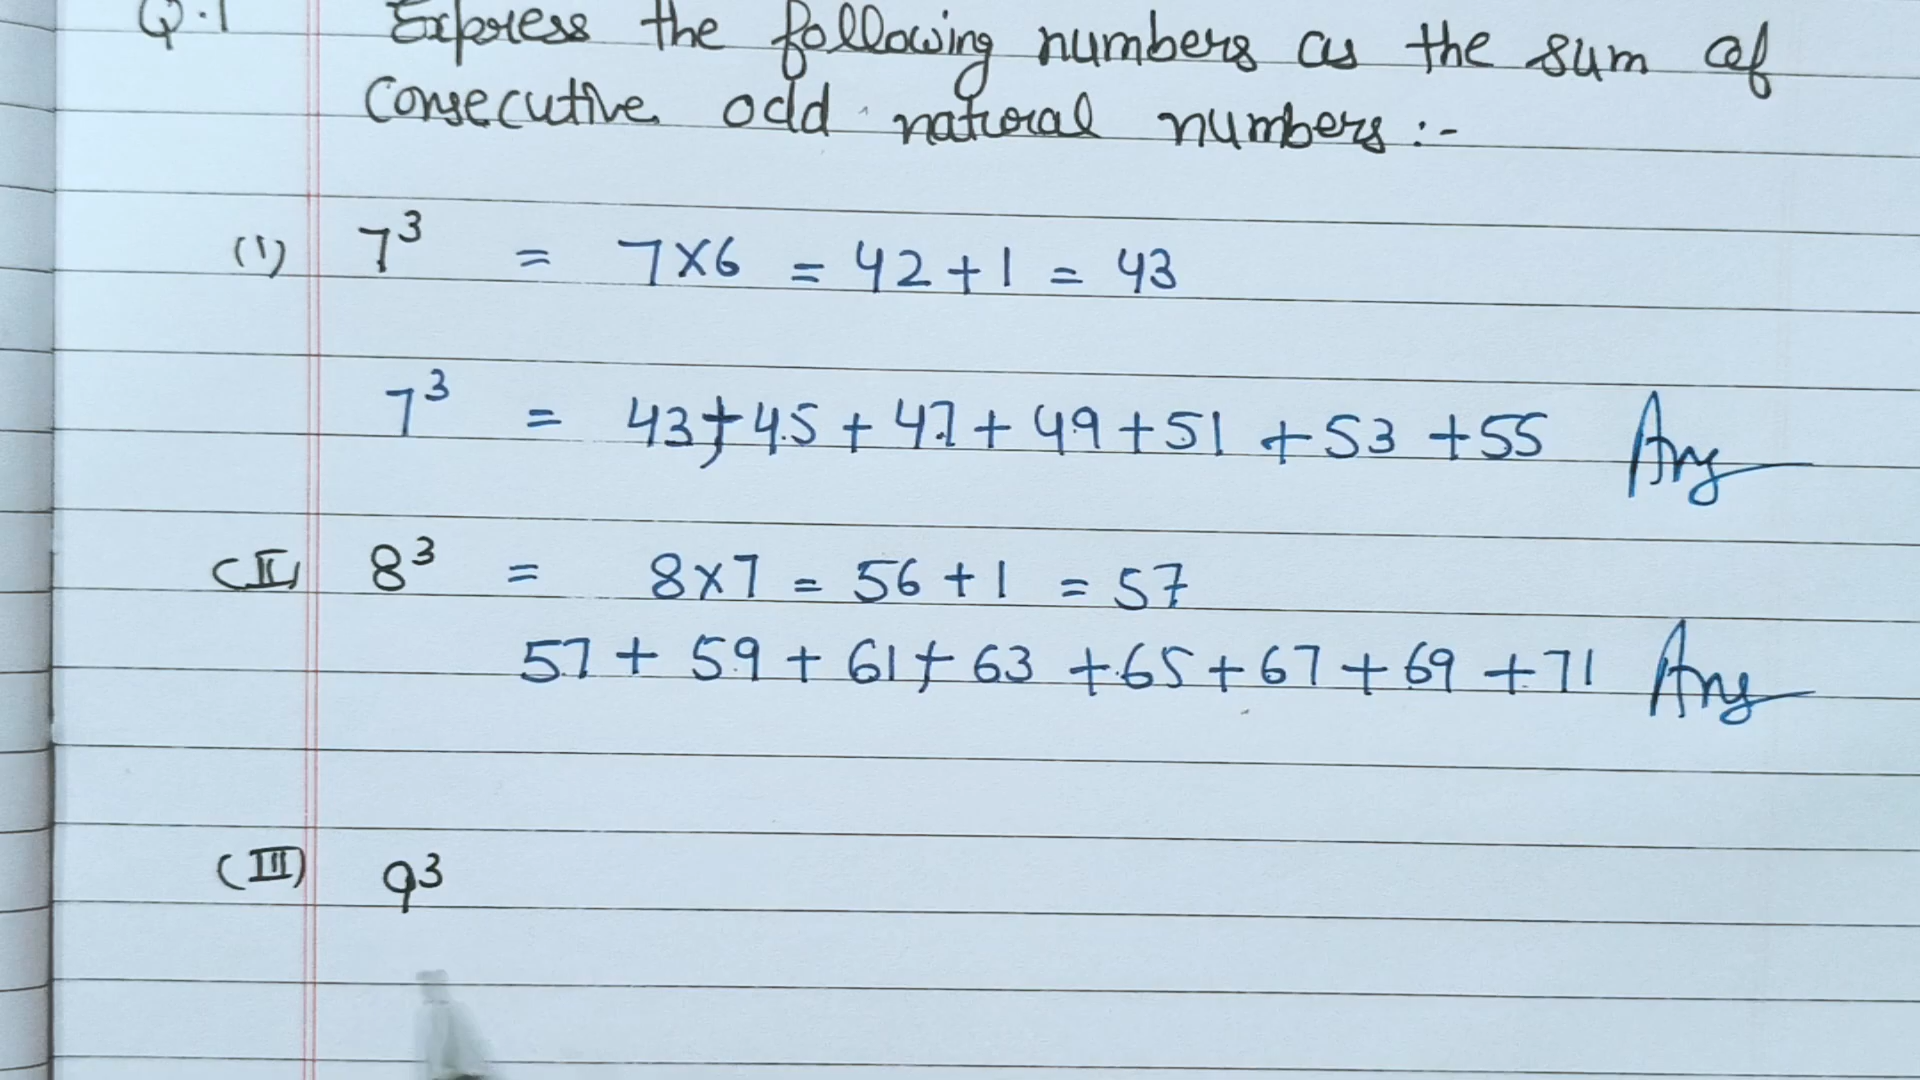 Q.1 Express the following numbers as the sum of
Consecutive odd natural numbers :-
(1) 7³ = 7×6 = 42+1 = 43
7³ = 43+45+47+49+51+53+55 Ans
(II) 8³ = 8×7 = 56+1 = 57
57+59+61+63+65+67+69+71 Ans
(III) 9³